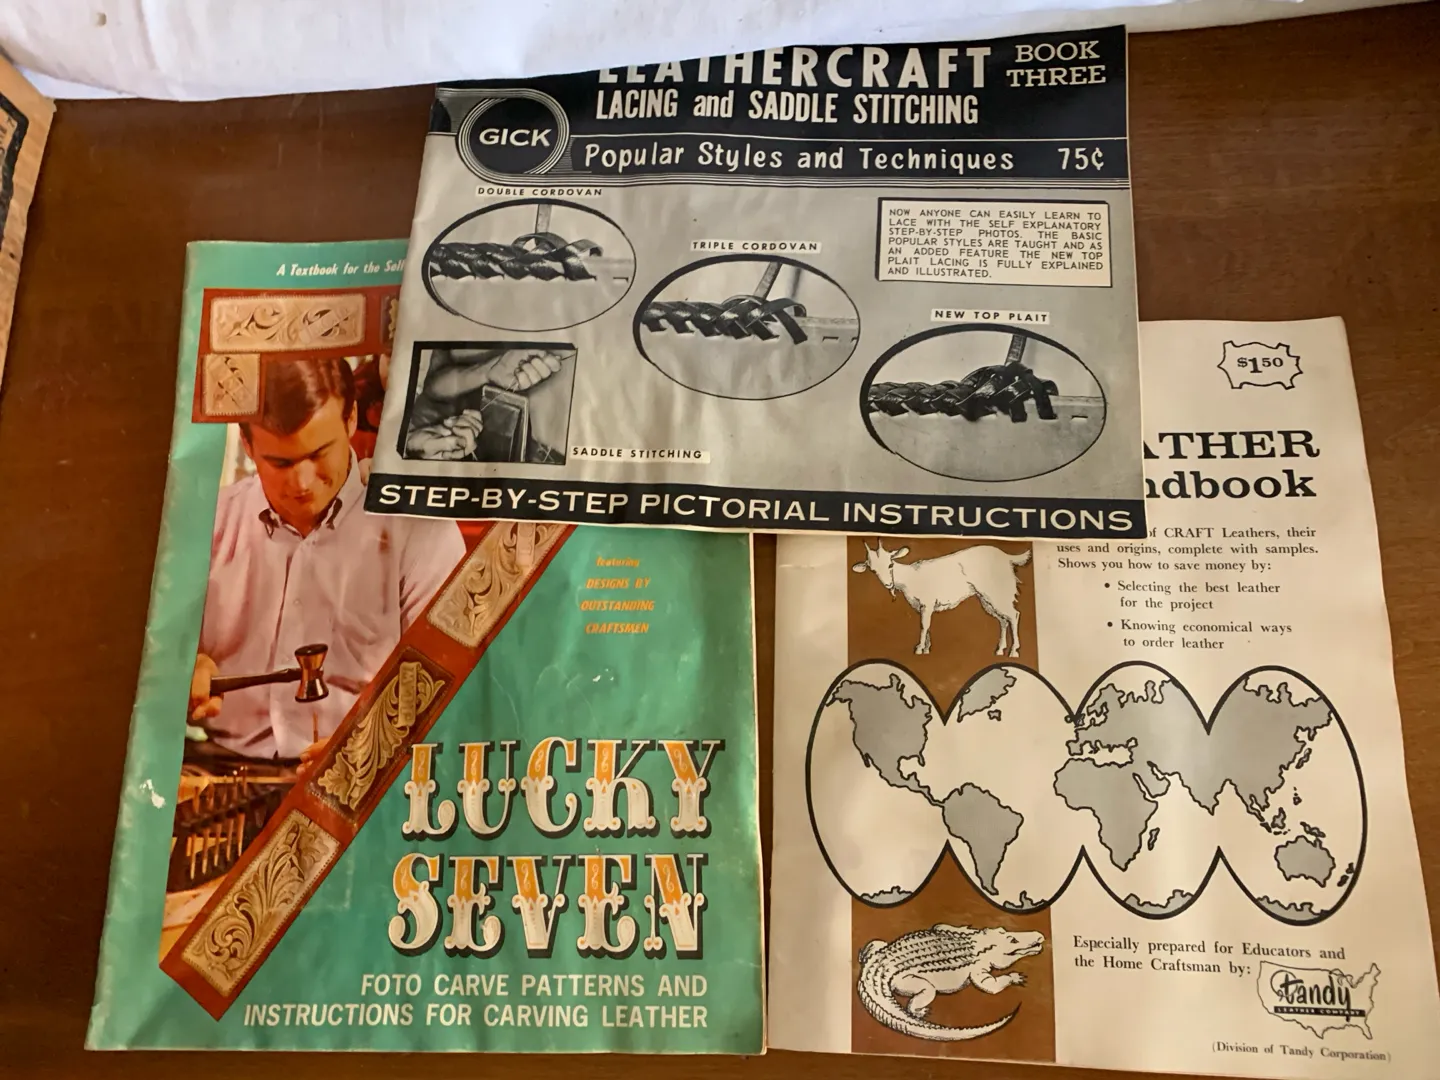 LEATHERCRAFT
BOOK
THREE
LACING and SADDLE STITCHING
GICK
Popular Styles and Techniques 75¢
DOUBLE CORDOVAN
NOW ANYONE CAN EASILY LEARN TO
LACE WITH THE SELF EXPLANATORY
STEP-BY-STEP PHOTOS. THE BASIC
POPULAR STYLES ARE TAUGHT AND AS
AN ADDED FEATURE THE NEW TOP
PLAIT LACING IS FULLY EXPLAINED
AND ILLUSTRATED.
TRIPLE CORDOVAN
NEW TOP PLAIT
SADDLE STITCHING
STEP-BY-STEP PICTORIAL INSTRUCTIONS
A Textbook for the Self
featuring
DESIGNS BY
OUTSTANDING
CRAFTSMEN
LUCKY
SEVEN
FOTO CARVE PATTERNS AND
INSTRUCTIONS FOR CARVING LEATHER
$1.50
ATHER
ndbook
of CRAFT Leathers, their
uses and origins, complete with samples.
Shows you how to save money by:
• Selecting the best leather
for the project
• Knowing economical ways
to order leather
Especially prepared for Educators and
the Home Craftsman by:
Tandy
LEATHER COMPANY
(Division of Tandy Corporation)